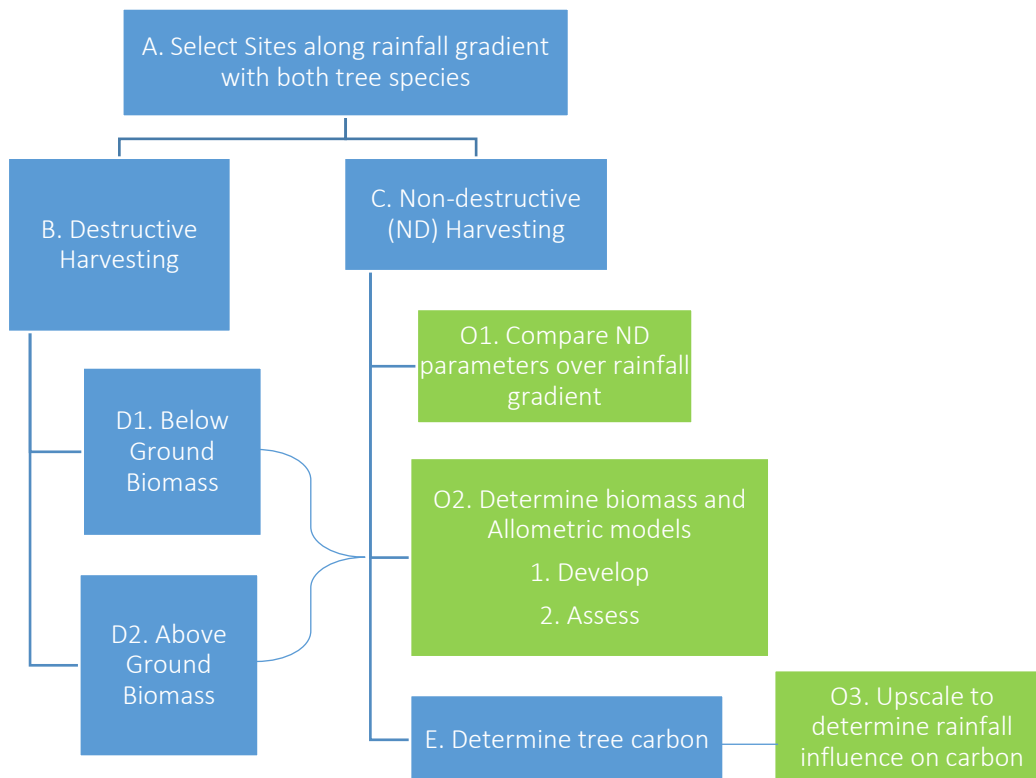 A. Select Sites along rainfall gradient
with both tree species
B. Destructive
Harvesting
C. Non-destructive
(ND) Harvesting
O1. Compare ND
parameters over rainfall
gradient
D1. Below
Ground
Biomass
O2. Determine biomass and
Allometric models
1. Develop
2. Assess
D2. Above
Ground
Biomass
E. Determine tree carbon
O3. Upscale to
determine rainfall
influence on carbon